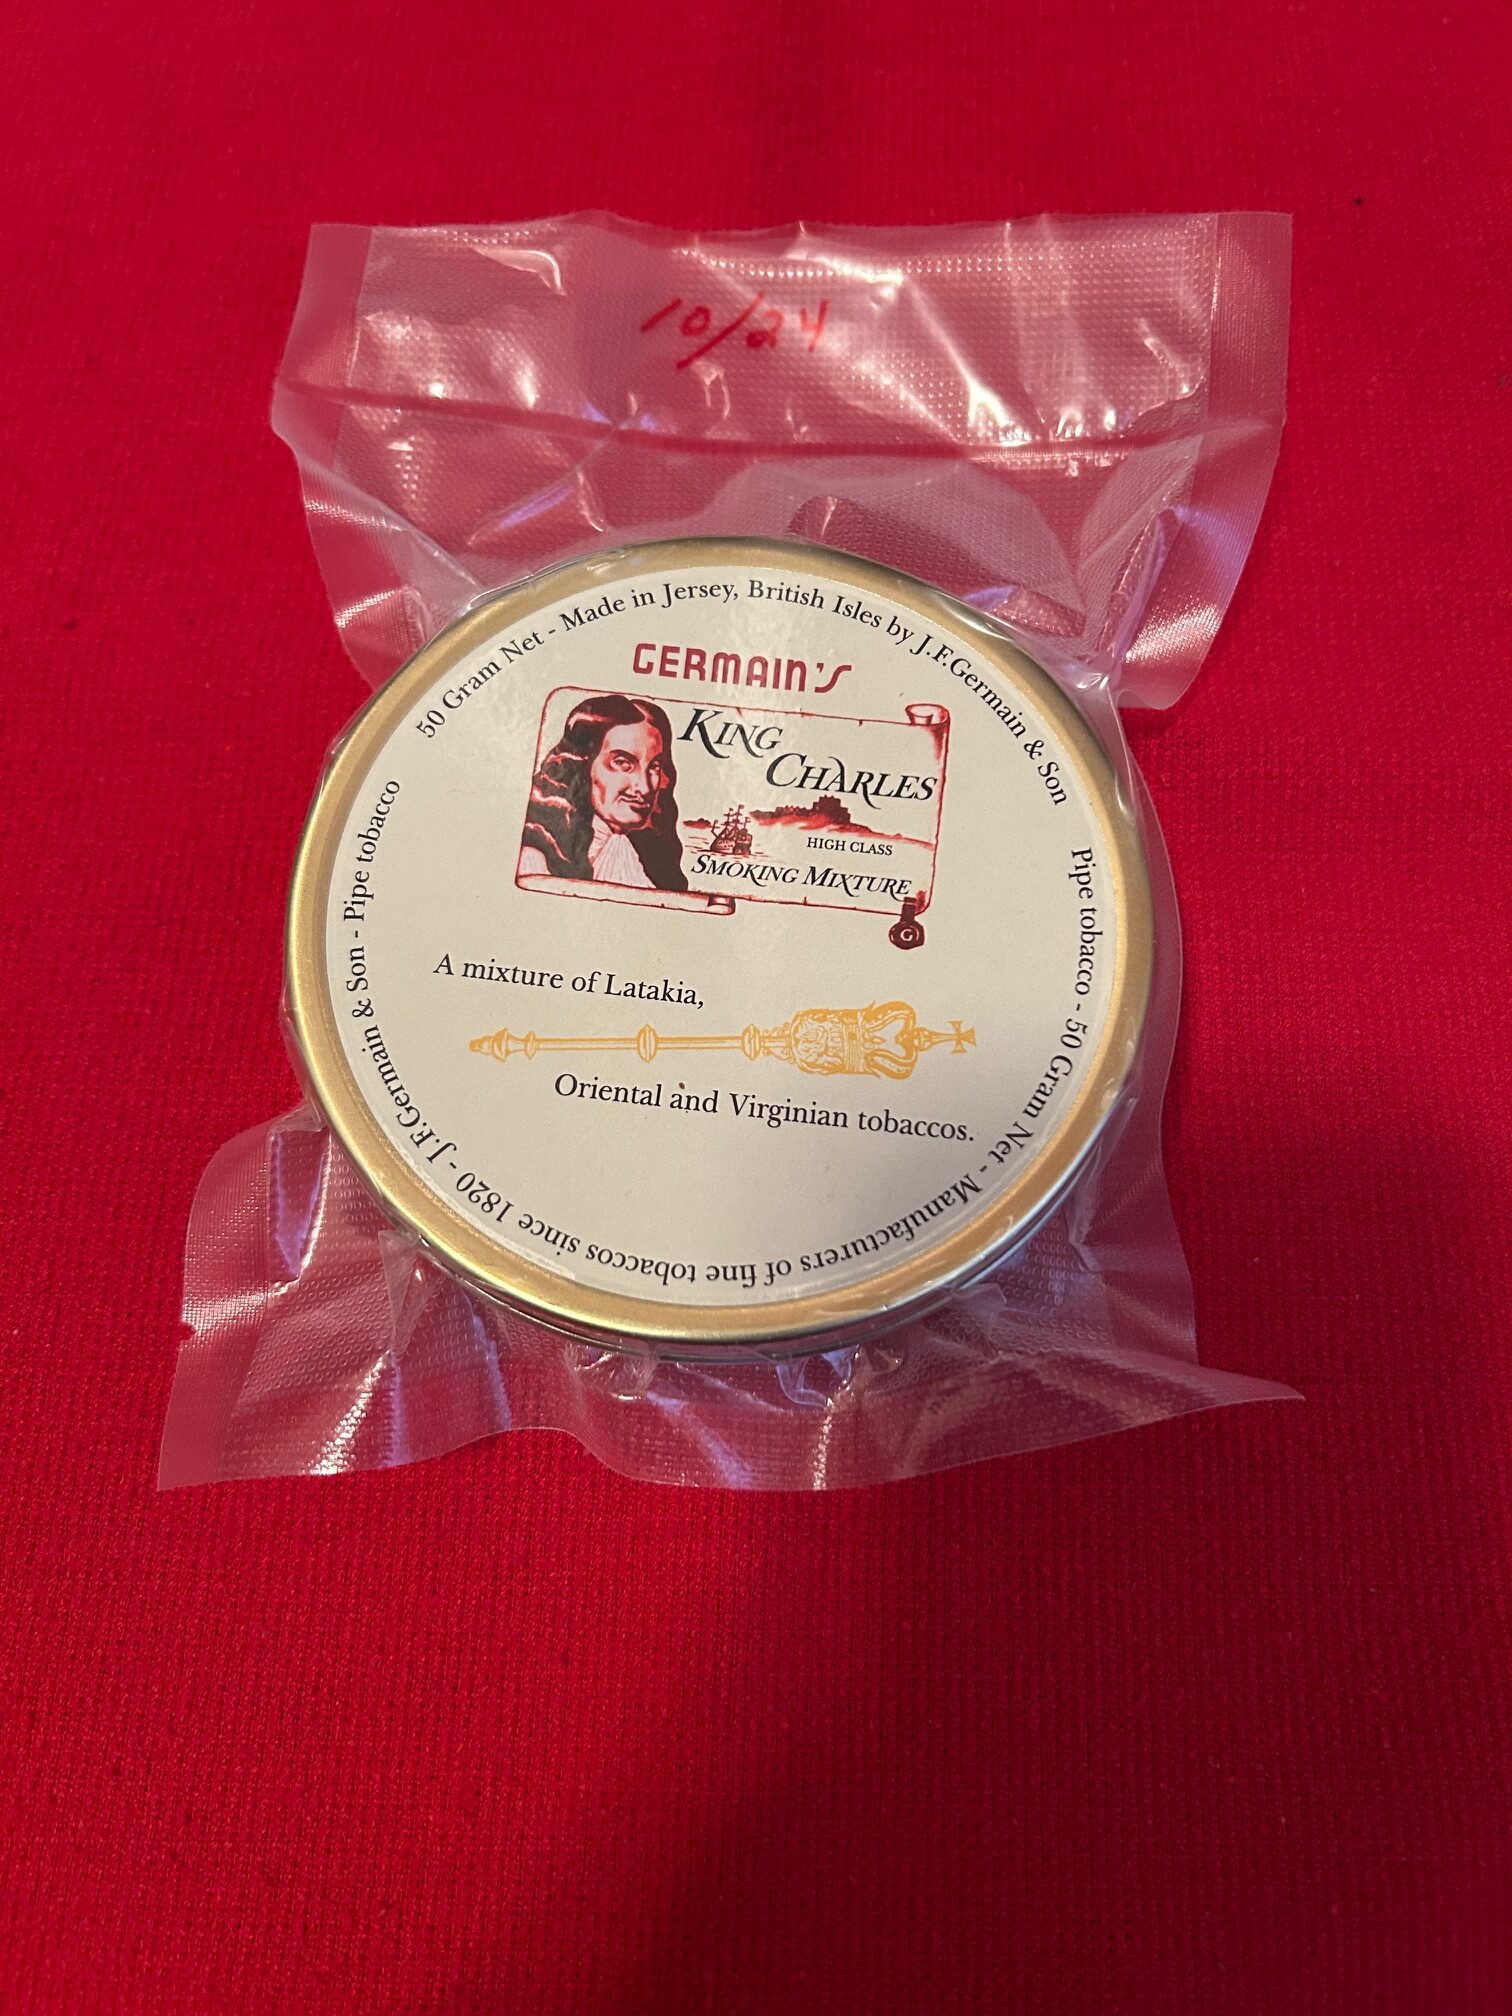 10/24
50 Gram Net - Made in Jersey, British Isles by J.F.Germain & Son
Pipe tobacco - 50 Gram Net - Manufacturers of fine tobaccos since 1820 - J.F.Germain & Son - Pipe tobacco
GERMAIN'S
KING
CHARLES
HIGH CLASS
SMOKING MIXTURE
G
A mixture of Latakia,
Oriental and Virginian tobaccos.